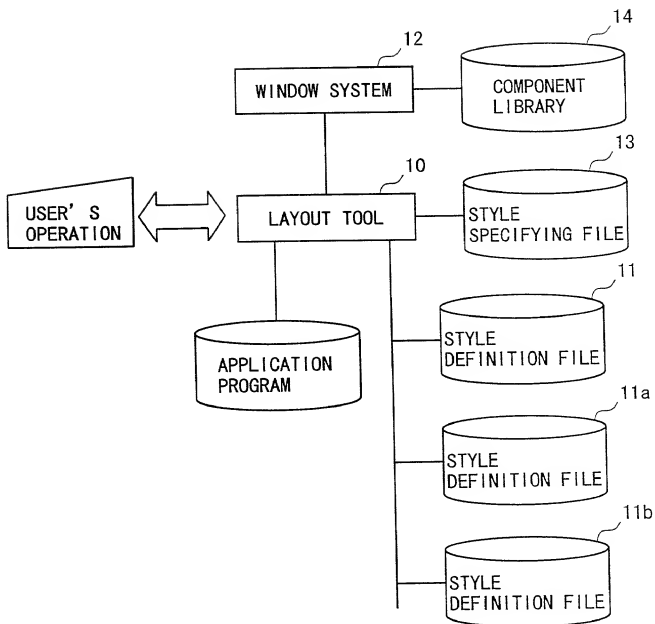 12
WINDOW SYSTEM
14
COMPONENT
LIBRARY
10
LAYOUT TOOL
USER'S
OPERATION
13
STYLE
SPECIFYING FILE
APPLICATION
PROGRAM
11
STYLE
DEFINITION FILE
11a
STYLE
DEFINITION FILE
11b
STYLE
DEFINITION FILE